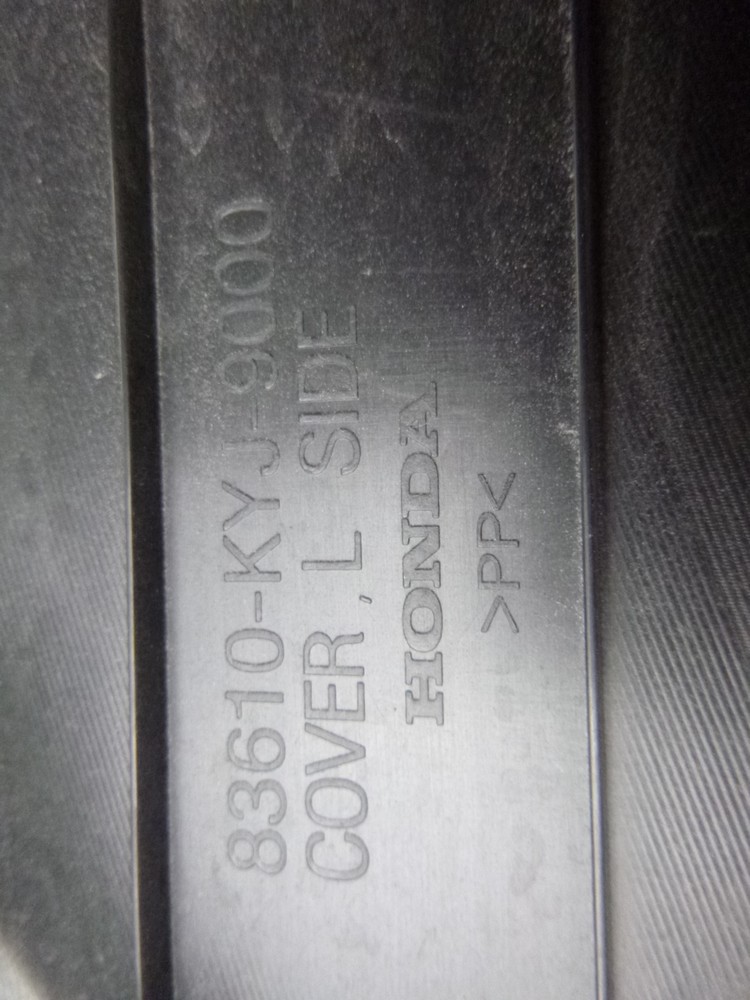 83610-KYJ-9000
COVER, L SIDE
HONDA
>PP<